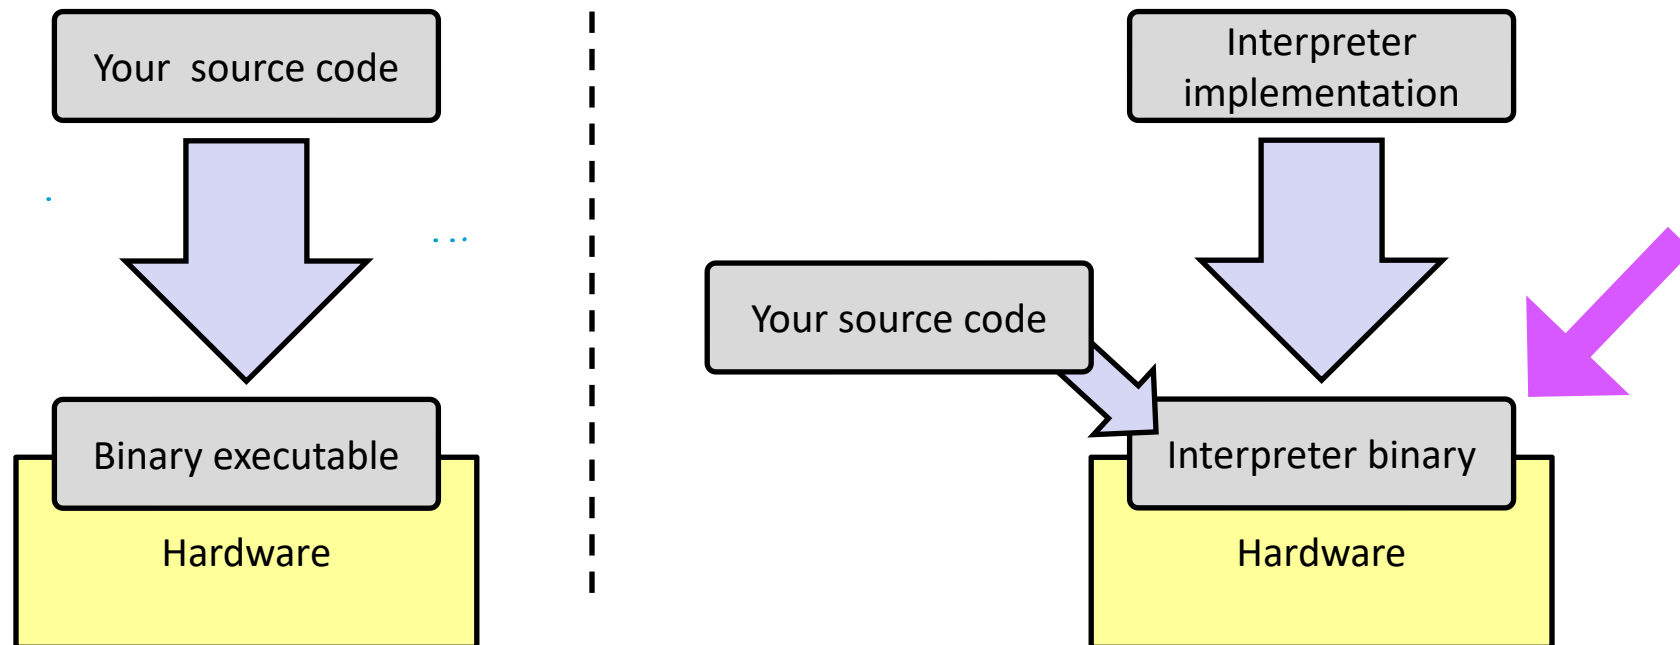 Your source code
Binary executable
Hardware
Interpreter
implementation
Your source code
Interpreter binary
Hardware